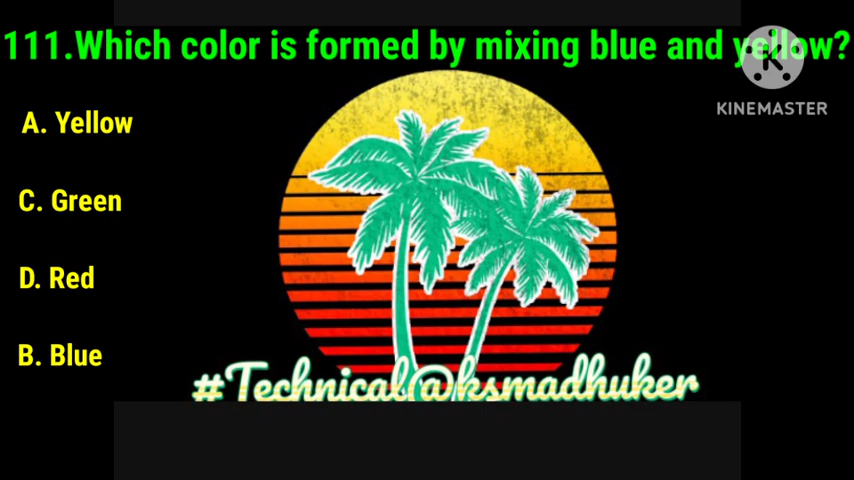 111.Which color is formed by mixing blue and yellow?
KINEMASTER
A. Yellow
C. Green
D. Red
B. Blue
#Technical@ksmadhuker